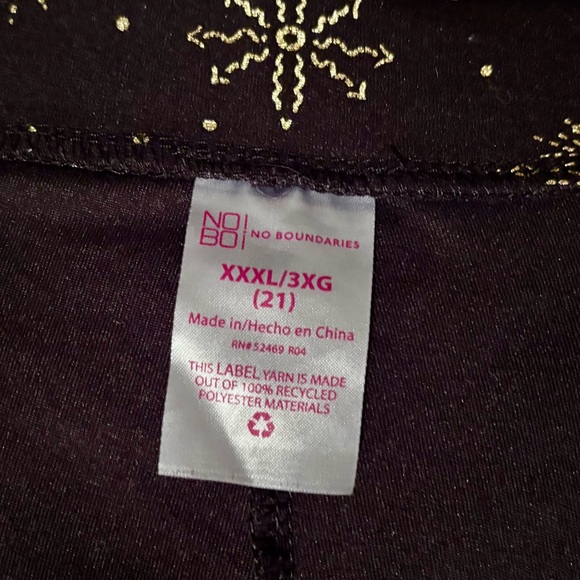 NO
BO
NO BOUNDARIES
XXXL/3XG
(21)
Made in/Hecho en China
RN#52469 R04
THIS LABEL YARN IS MADE
OUT OF 100% RECYCLED
POLYESTER MATERIALS